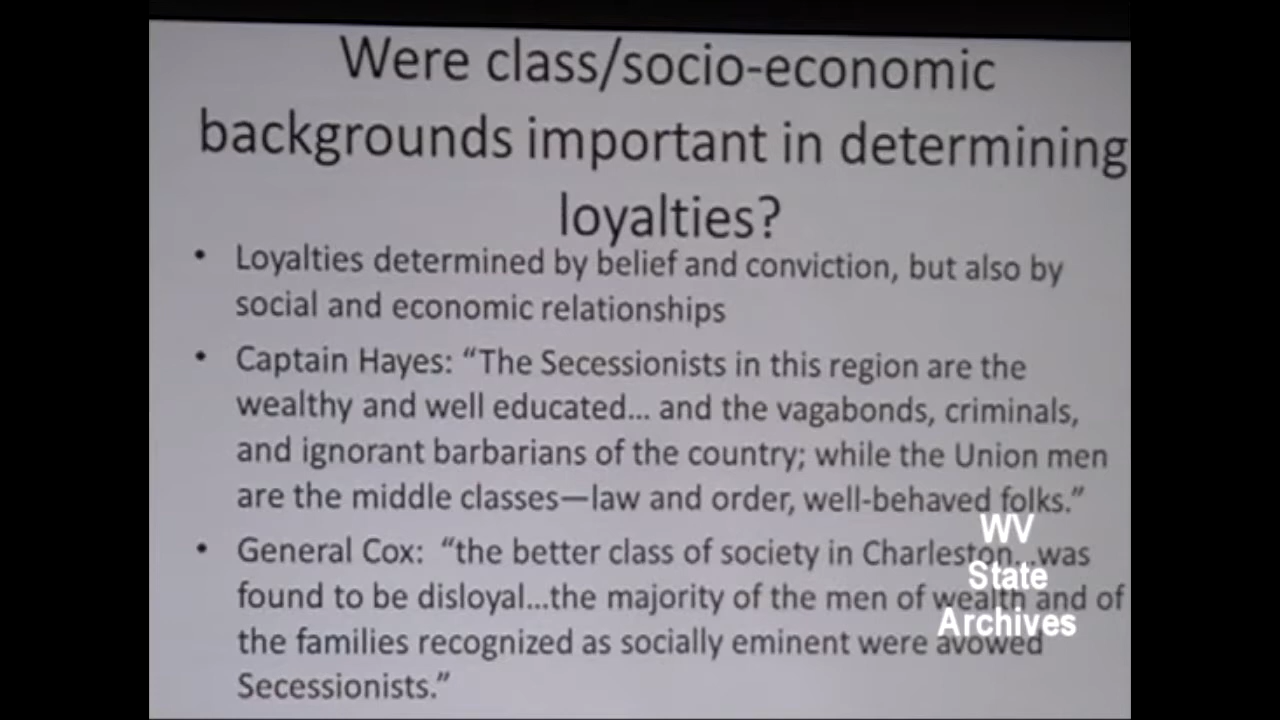 Were class/socio-economic
backgrounds important in determining
loyalties?
• Loyalties determined by belief and conviction, but also by
social and economic relationships
• Captain Hayes: “The Secessionists in this region are the
wealthy and well educated... and the vagabonds, criminals,
and ignorant barbarians of the country; while the Union men
are the middle classes—law and order, well-behaved folks.”
• General Cox: “the better class of society in Charleston...was
found to be disloyal...the majority of the men of wealth and of
the families recognized as socially eminent were avowed
Secessionists.”
WV
State
Archives